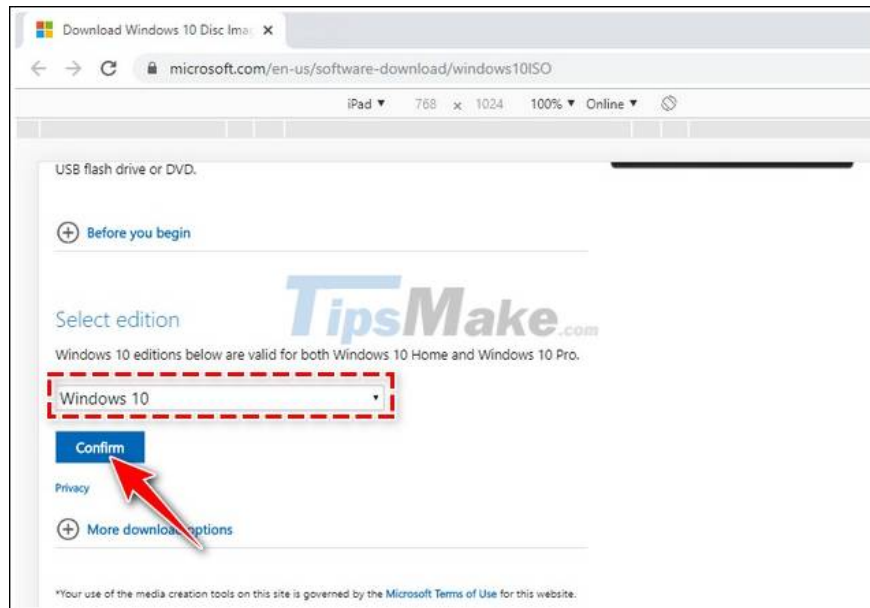 Download Windows 10 Disc Ima
microsoft.com/en-us/software-download/windows10ISO
iPad 768 x 1024 100% Online
USB flash drive or DVD.
Before you begin
TipsMake.com
Select edition
Windows 10 editions below are valid for both Windows 10 Home and Windows 10 Pro.
Windows 10
Confirm
Privacy
More download options
*Your use of the media creation tools on this site is governed by the Microsoft Terms of Use for this website.